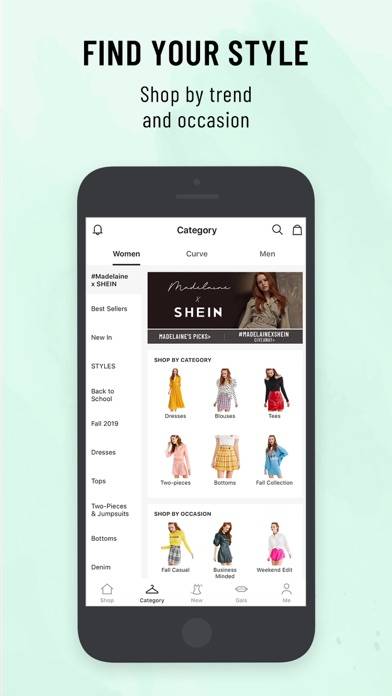 FIND YOUR STYLE
Shop by trend
and occasion
Category
Women
Curve
Men
#Madelaine
x SHEIN
Best Sellers
New In
STYLES
Back to
School
Fall 2019
Dresses
Tops
Two-Pieces
& Jumpsuits
Bottoms
Denim
Madelaine
X
SHEIN
MADELAINE'S PICKS>
#MADELAINEXSHEIN
GIVEAWAY>
SHOP BY CATEGORY
Dresses
Blouses
Tees
Two-pieces
Bottoms
Fall Collection
SHOP BY OCCASION
Fall Casual
Business
Minded
Weekend Edit
Shop
Category
New
Gals
Me